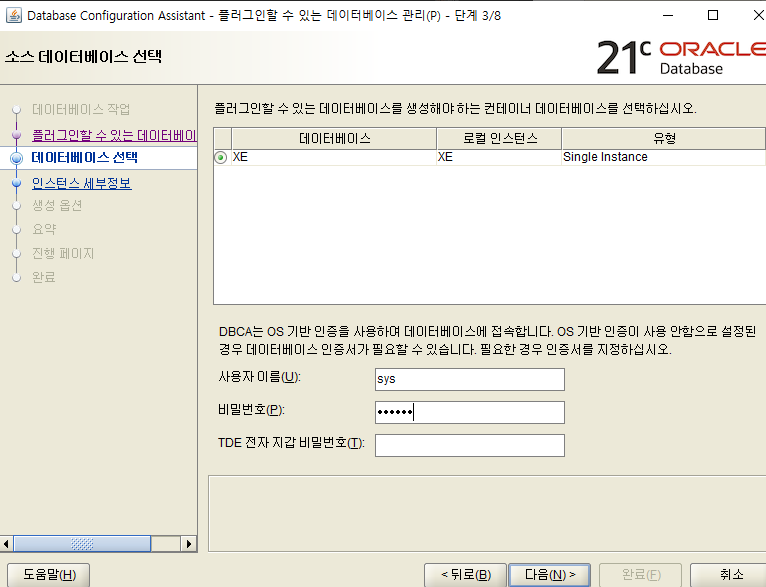 Database Configuration Assistant - 플러그인할 수 있는 데이터베이스 관리(P) - 단계 3/8
소스 데이터베이스 선택
21c ORACLE
Database
데이터베이스 작업
플러그인할 수 있는 데이터베이
데이터베이스 선택
인스턴스 세부정보
생성 옵션
요약
진행 페이지
완료
플러그인할 수 있는 데이터베이스를 생성해야 하는 컨테이너 데이터베이스를 선택하십시오.
데이터베이스 로컬 인스턴스 유형
XE XE Single Instance
DBCA는 OS 기반 인증을 사용하여 데이터베이스에 접속합니다. OS 기반 인증이 사용 안함으로 설정된
경우 데이터베이스 인증서가 필요할 수 있습니다. 필요한 경우 인증서를 지정하십시오.
사용자 이름(U): sys
비밀번호(P): ••••••
TDE 전자 지갑 비밀번호(T):
도움말(H) < 뒤로(B) 다음(N) > 완료(F) 취소